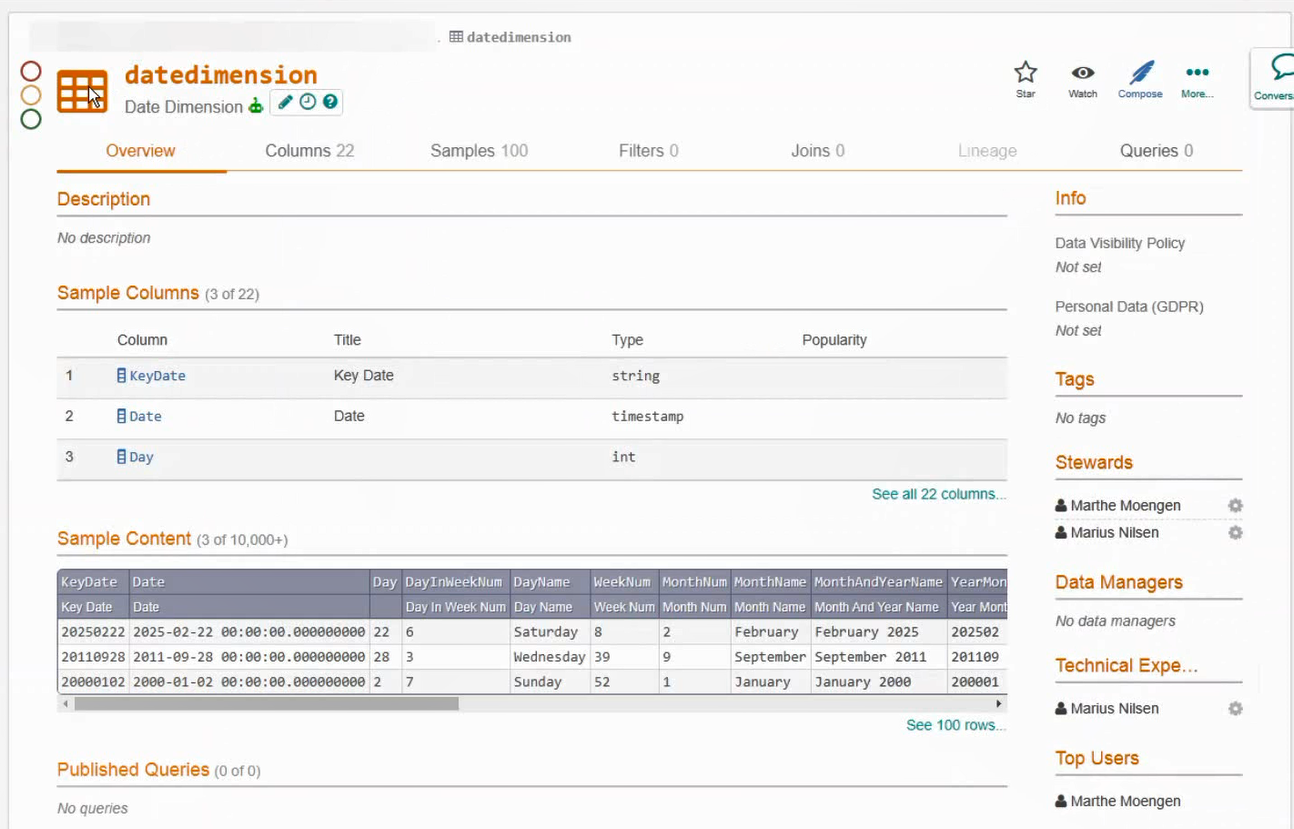 . datedimension
datedimension
Date Dimension
Star Watch Compose More... Convers
Overview Columns 22 Samples 100 Filters 0 Joins 0 Lineage Queries 0
Description
No description
Sample Columns (3 of 22)
Column Title Type Popularity
1 KeyDate Key Date string
2 Date Date timestamp
3 Day int
See all 22 columns...
Sample Content (3 of 10,000+)
KeyDate Date Day DayInWeekNum DayName WeekNum MonthNum MonthName MonthAndYearName YearMon
Key Date Date Day In Week Num Day Name Week Num Month Num Month Name Month And Year Name Year Mont
20250222 2025-02-22 00:00:00.000000000 22 6 Saturday 8 2 February February 2025 202502
20110928 2011-09-28 00:00:00.000000000 28 3 Wednesday 39 9 September September 2011 201109
20000102 2000-01-02 00:00:00.000000000 2 7 Sunday 52 1 January January 2000 200001
See 100 rows...
Published Queries (0 of 0)
No queries
Info
Data Visibility Policy
Not set
Personal Data (GDPR)
Not set
Tags
No tags
Stewards
Marthe Moengen
Marius Nilsen
Data Managers
No data managers
Technical Expe...
Marius Nilsen
Top Users
Marthe Moengen